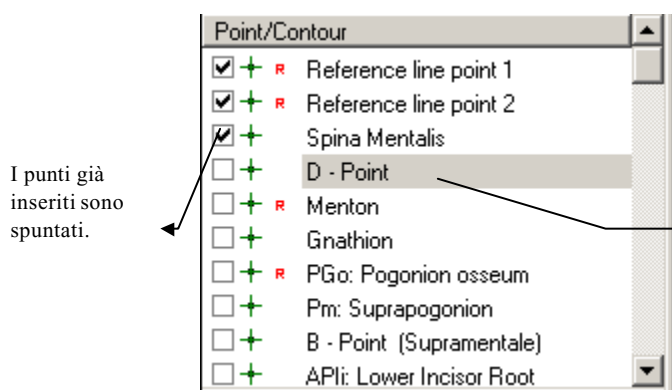 Point/Contour
R Reference line point 1
R Reference line point 2
Spina Mentalis
D - Point
R Menton
Gnathion
R PGo: Pogonion osseum
Pm: Suprapogonion
B - Point (Supramentale)
APIi: Lower Incisor Root
I punti già
inseriti sono
spuntati.